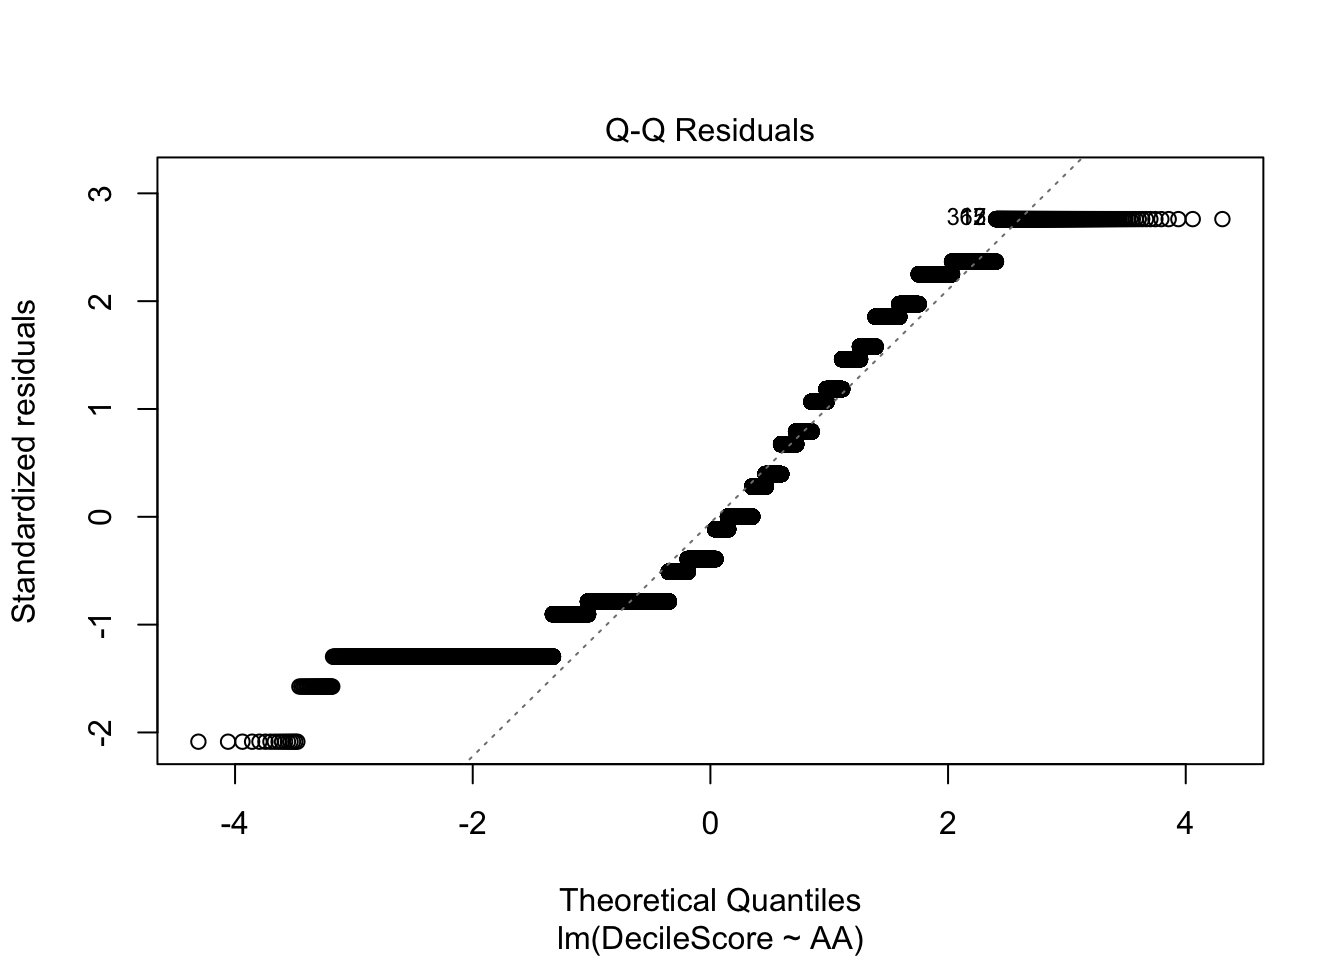 Q-Q Residuals
Standardized residuals
3
2
1
0
-1
-2
-4
-2
0
2
4
Theoretical Quantiles
lm(DecileScore ~ AA)